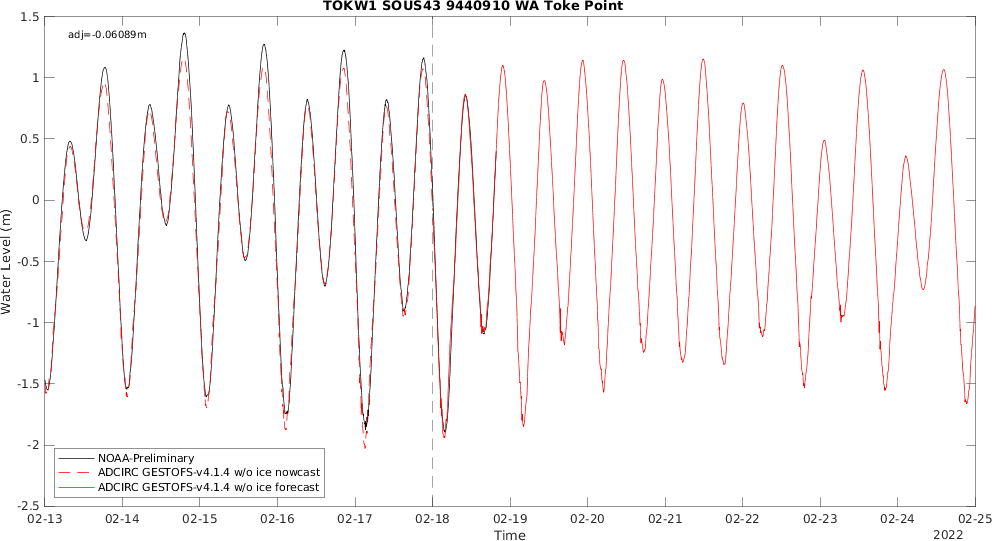 TOKW1 SOUS43 9440910 WA Toke Point
adj=-0.06089m
1.5
1
0.5
0
-0.5
-1
-1.5
-2
-2.5
Water Level (m)
NOAA-Preliminary
ADCIRC GESTOFS-v4.1.4 w/o ice nowcast
ADCIRC GESTOFS-v4.1.4 w/o ice forecast
02-13 02-14 02-15 02-16 02-17 02-18 02-19 02-20 02-21 02-22 02-23 02-24 02-25
Time
2022